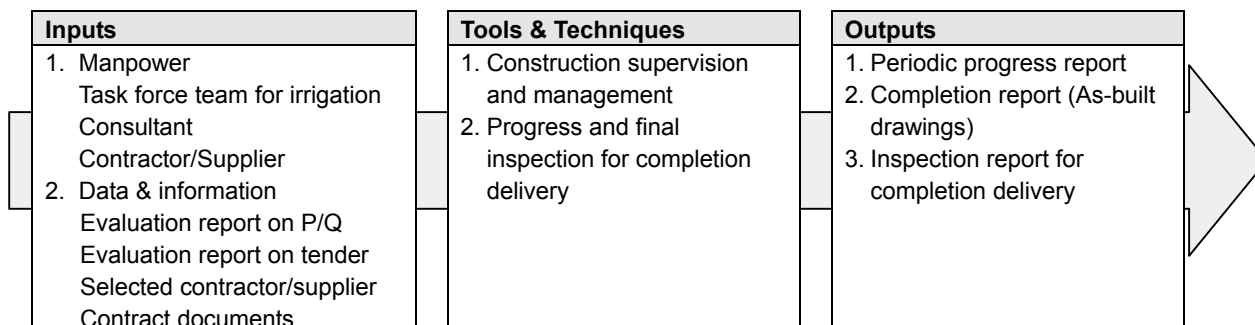 Inputs
1. Manpower
Task force team for irrigation
Consultant
Contractor/Supplier
2. Data & information
Evaluation report on P/Q
Evaluation report on tender
Selected contractor/supplier
Contract documents
Tools & Techniques
1. Construction supervision
and management
2. Progress and final
inspection for completion
delivery
Outputs
1. Periodic progress report
2. Completion report (As-built
drawings)
3. Inspection report for
completion delivery